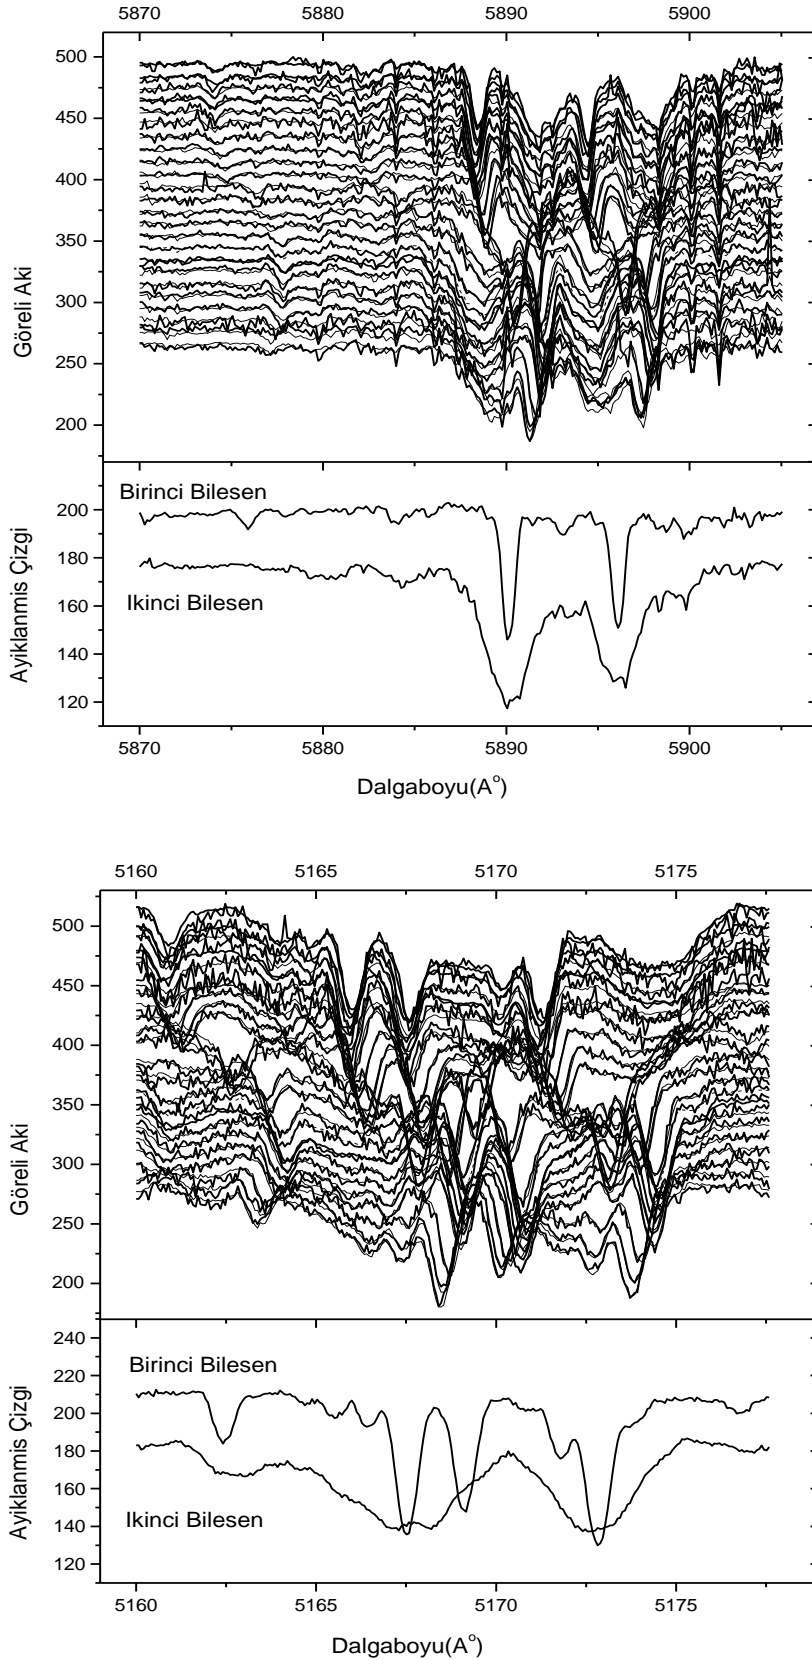 5870 5880 5890 5900
500
450
400
350
300
250
200
Göreli Aki
Birinci Bilesen
Ikinci Bilesen
200
180
160
140
120
Ayiklanmis Çizgi
5870 5880 5890 5900
Dalgaboyu(A°)
5160 5165 5170 5175
500
450
400
350
300
250
200
Göreli Aki
240
220
200
180
160
140
120
Birinci Bilesen
Ikinci Bilesen
Ayiklanmis Çizgi
5160 5165 5170 5175
Dalgaboyu(A°)